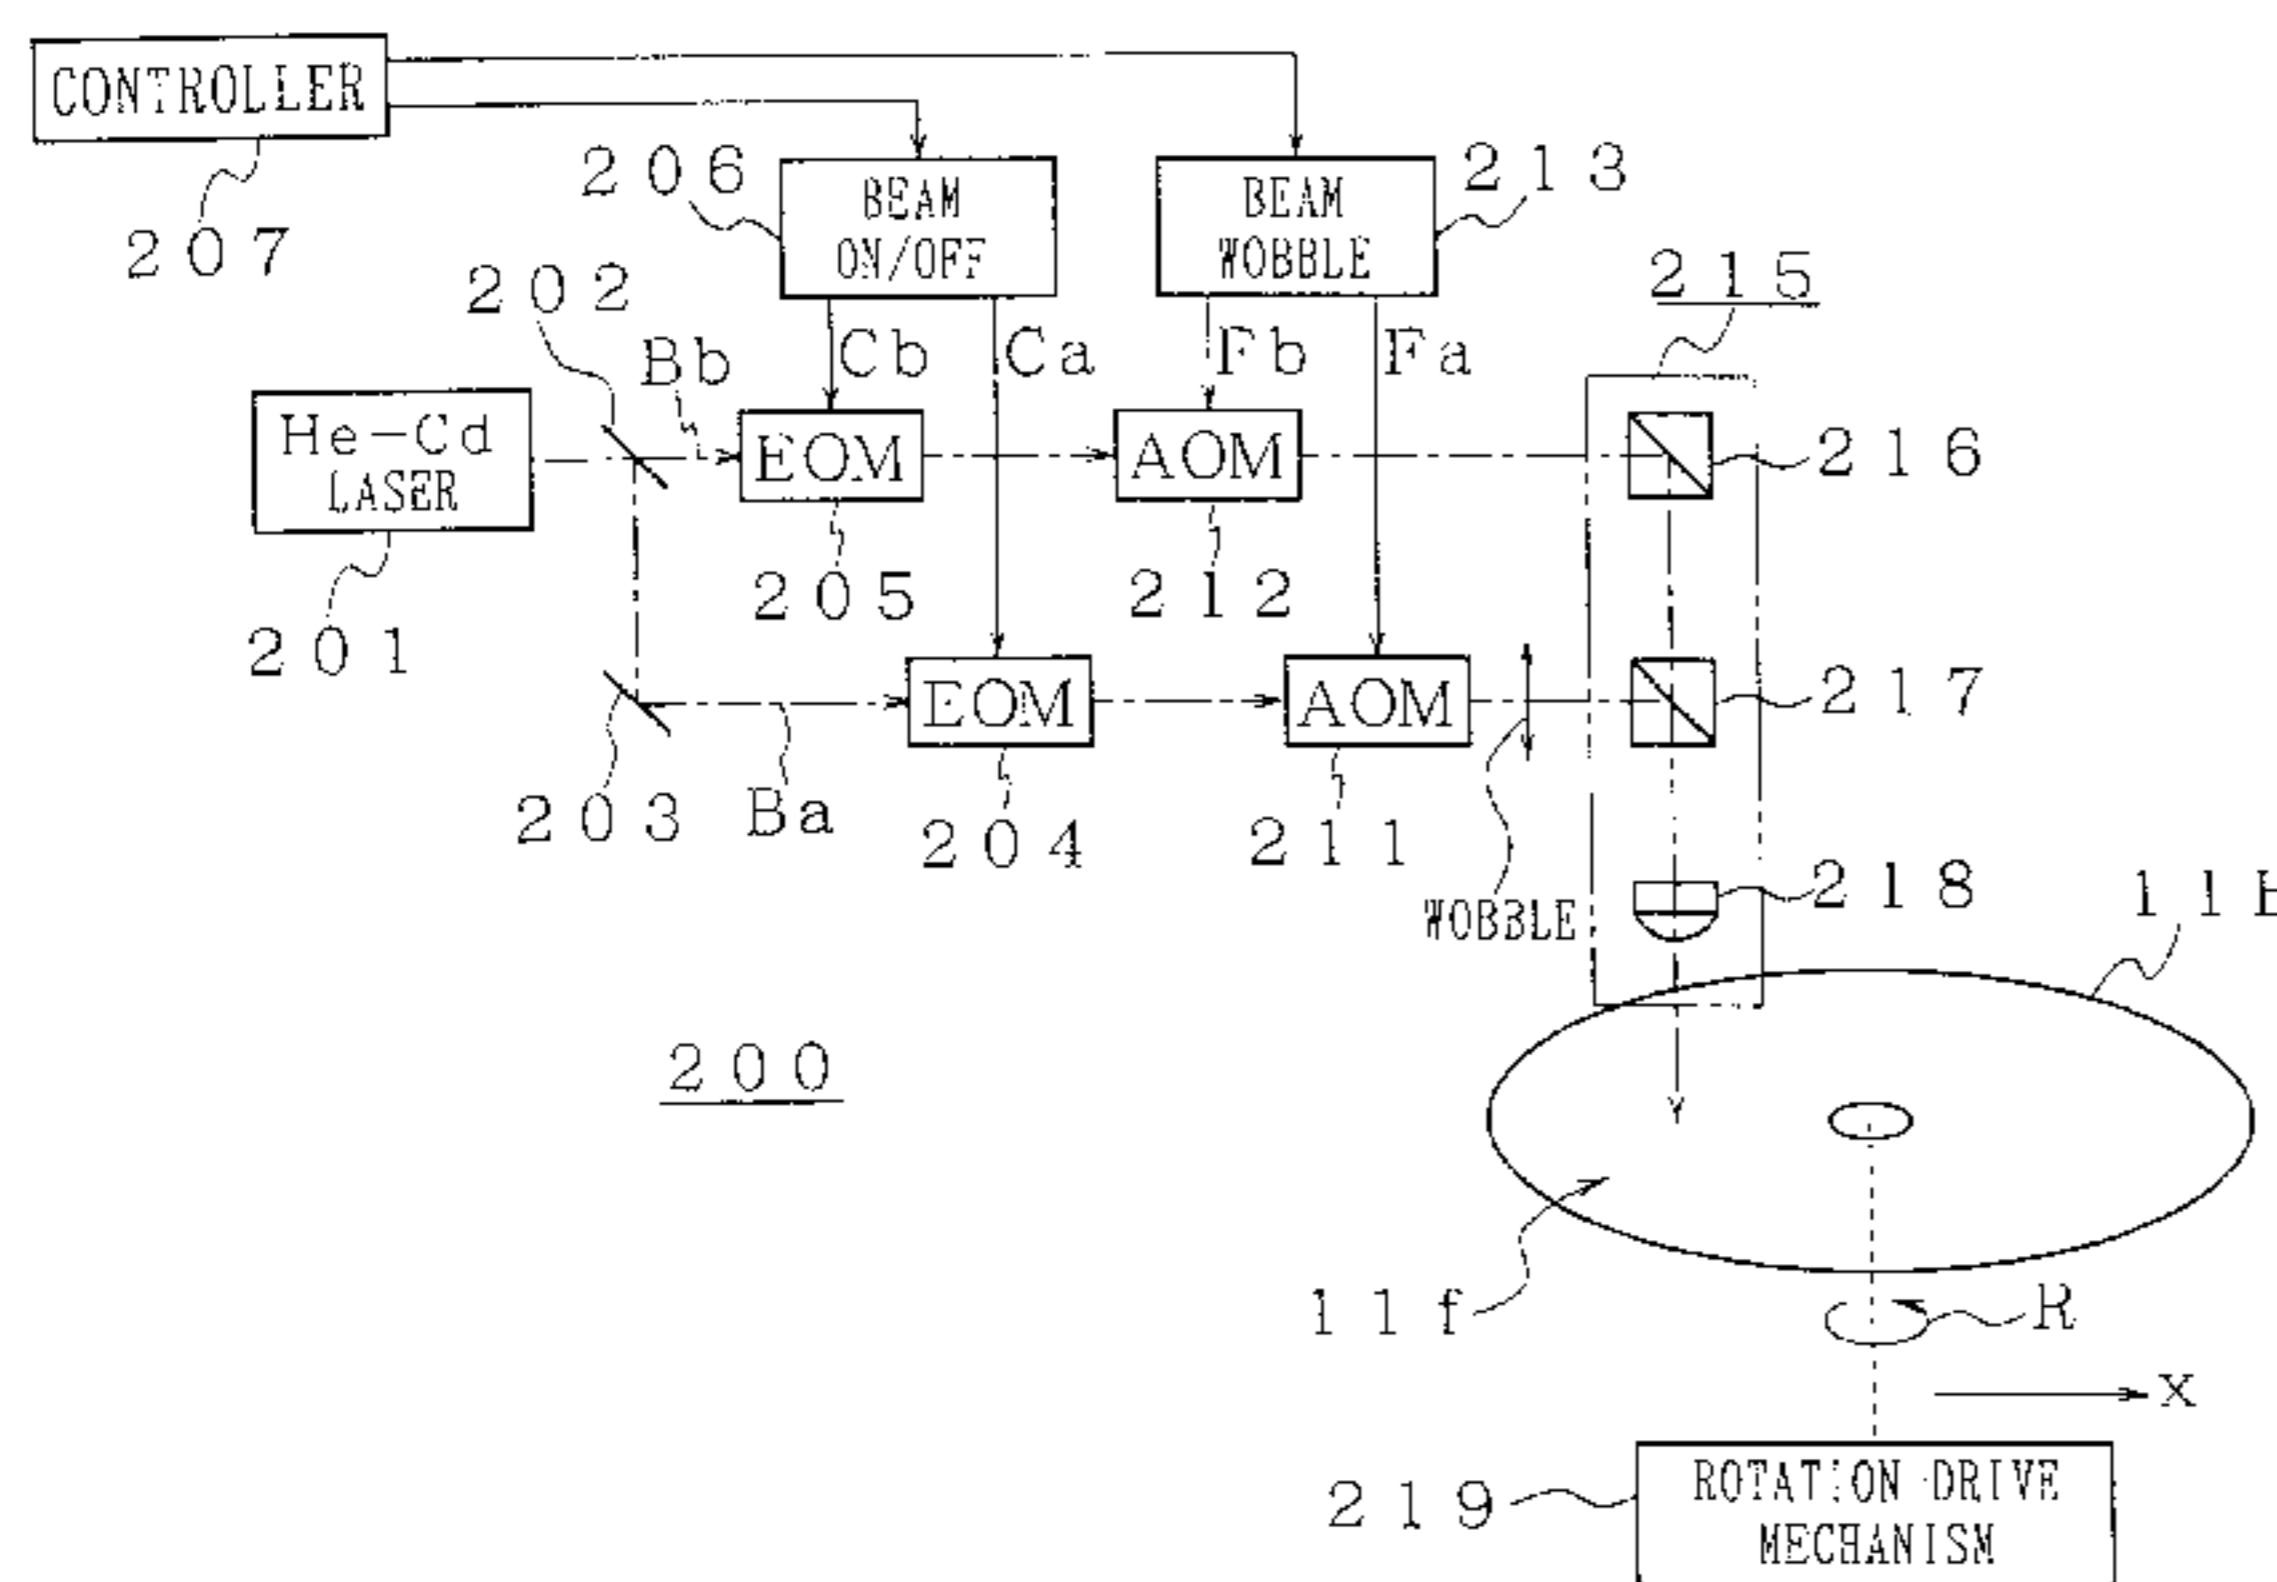 CONTROLLER
207
206
BEAM
ON/OFF
BEAM
WOBBLE
213
215
202
Bb
Cb
Ca
Fb
Fa
He-Cd
LASER
201
EOM
205
AOM
212
216
203
Ba
EOM
204
AOM
211
217
WOBBLE
218
200
11f
R
X
219
ROTATION DRIVE
MECHANISM